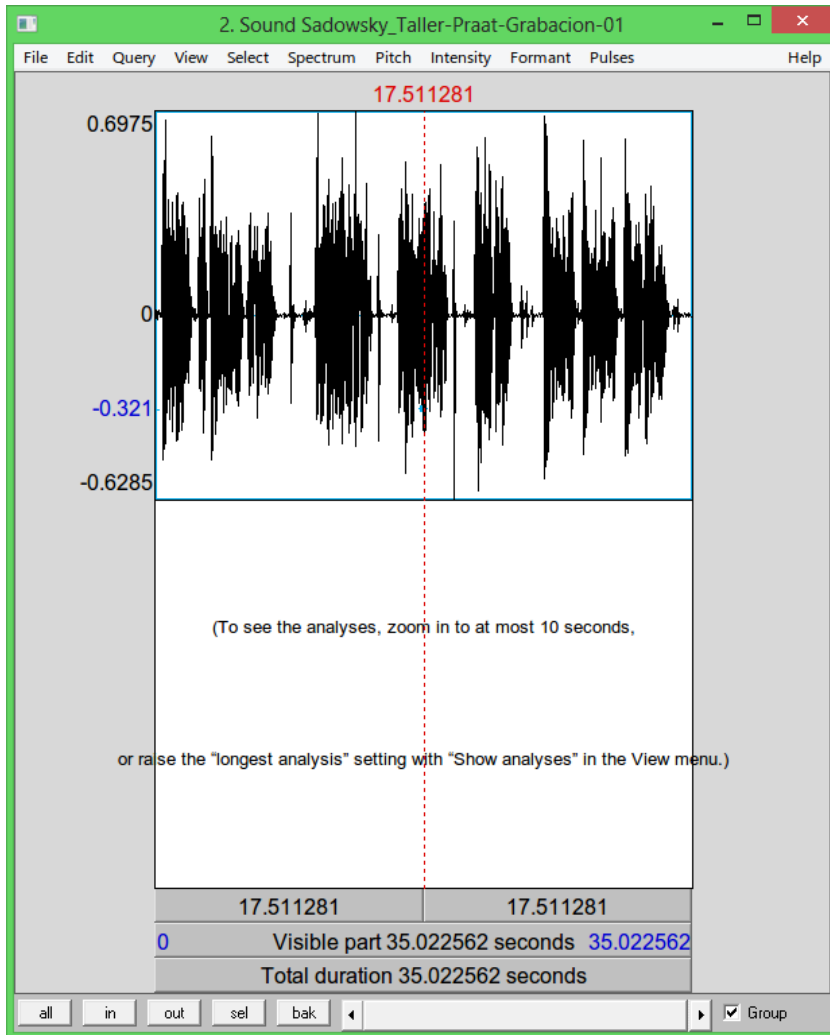 2. Sound Sadowsky_Taller-Praat-Grabacion-01
File Edit Query View Select Spectrum Pitch Intensity Formant Pulses Help
17.511281
0.6975
0
-0.321
-0.6285
(To see the analyses, zoom in to at most 10 seconds,
or raise the “longest analysis” setting with “Show analyses” in the View menu.)
17.511281 17.511281
0 Visible part 35.022562 seconds 35.022562
Total duration 35.022562 seconds
all in out sel bak Group